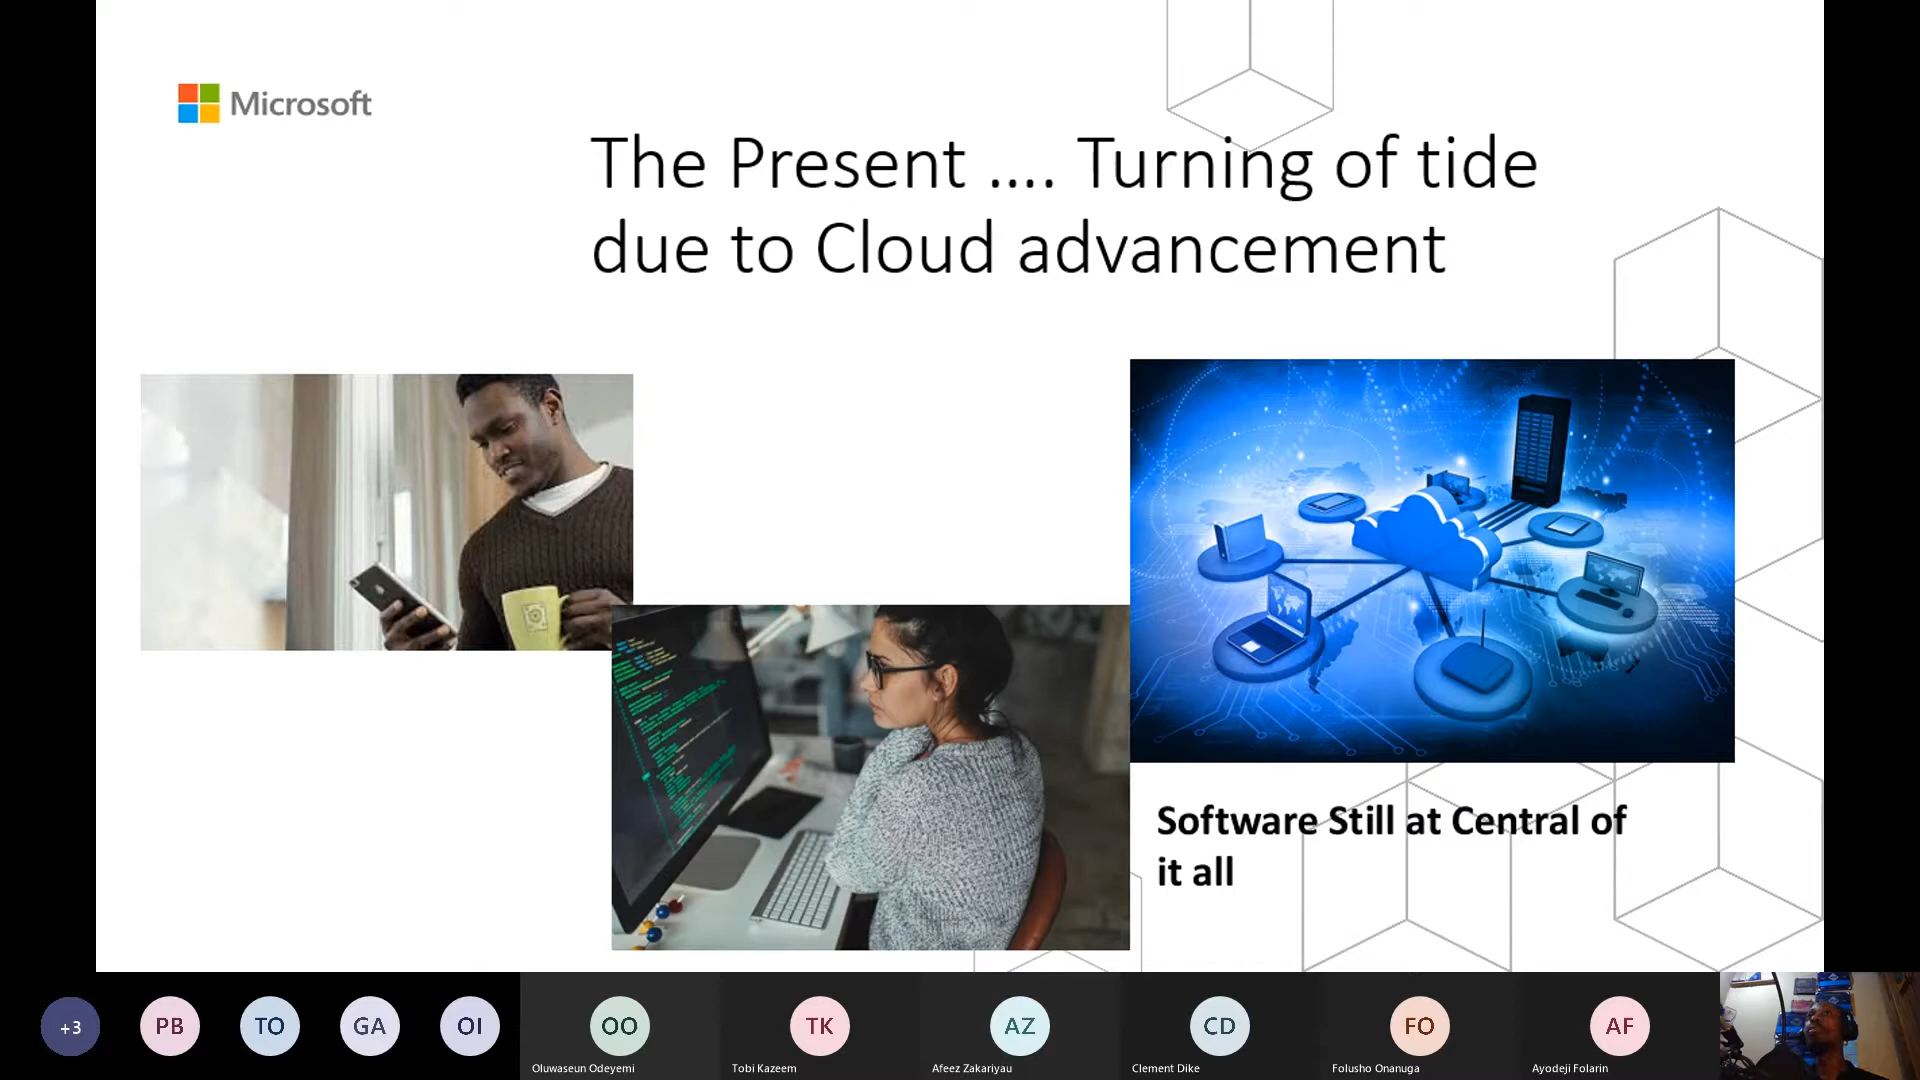 Microsoft
The Present .... Turning of tide
due to Cloud advancement
Software Still at Central of
it all
+3
PB
TO
GA
OI
OO
TK
AZ
CD
FO
AF
Oluwaseun Odeyemi
Tobi Kazeem
Afeez Zakariyau
Clement Dike
Folusho Onanuga
Ayodeji Folarin